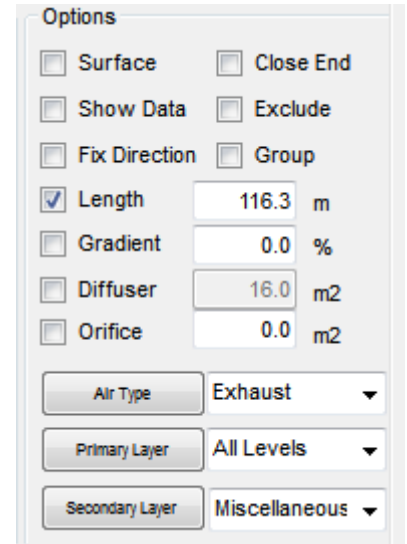 Options
Surface Close End
Show Data Exclude
Fix Direction Group
Length 116.3 m
Gradient 0.0 %
Diffuser 16.0 m2
Orifice 0.0 m2
Air Type Exhaust
Primary Layer All Levels
Secondary Layer Miscellaneous